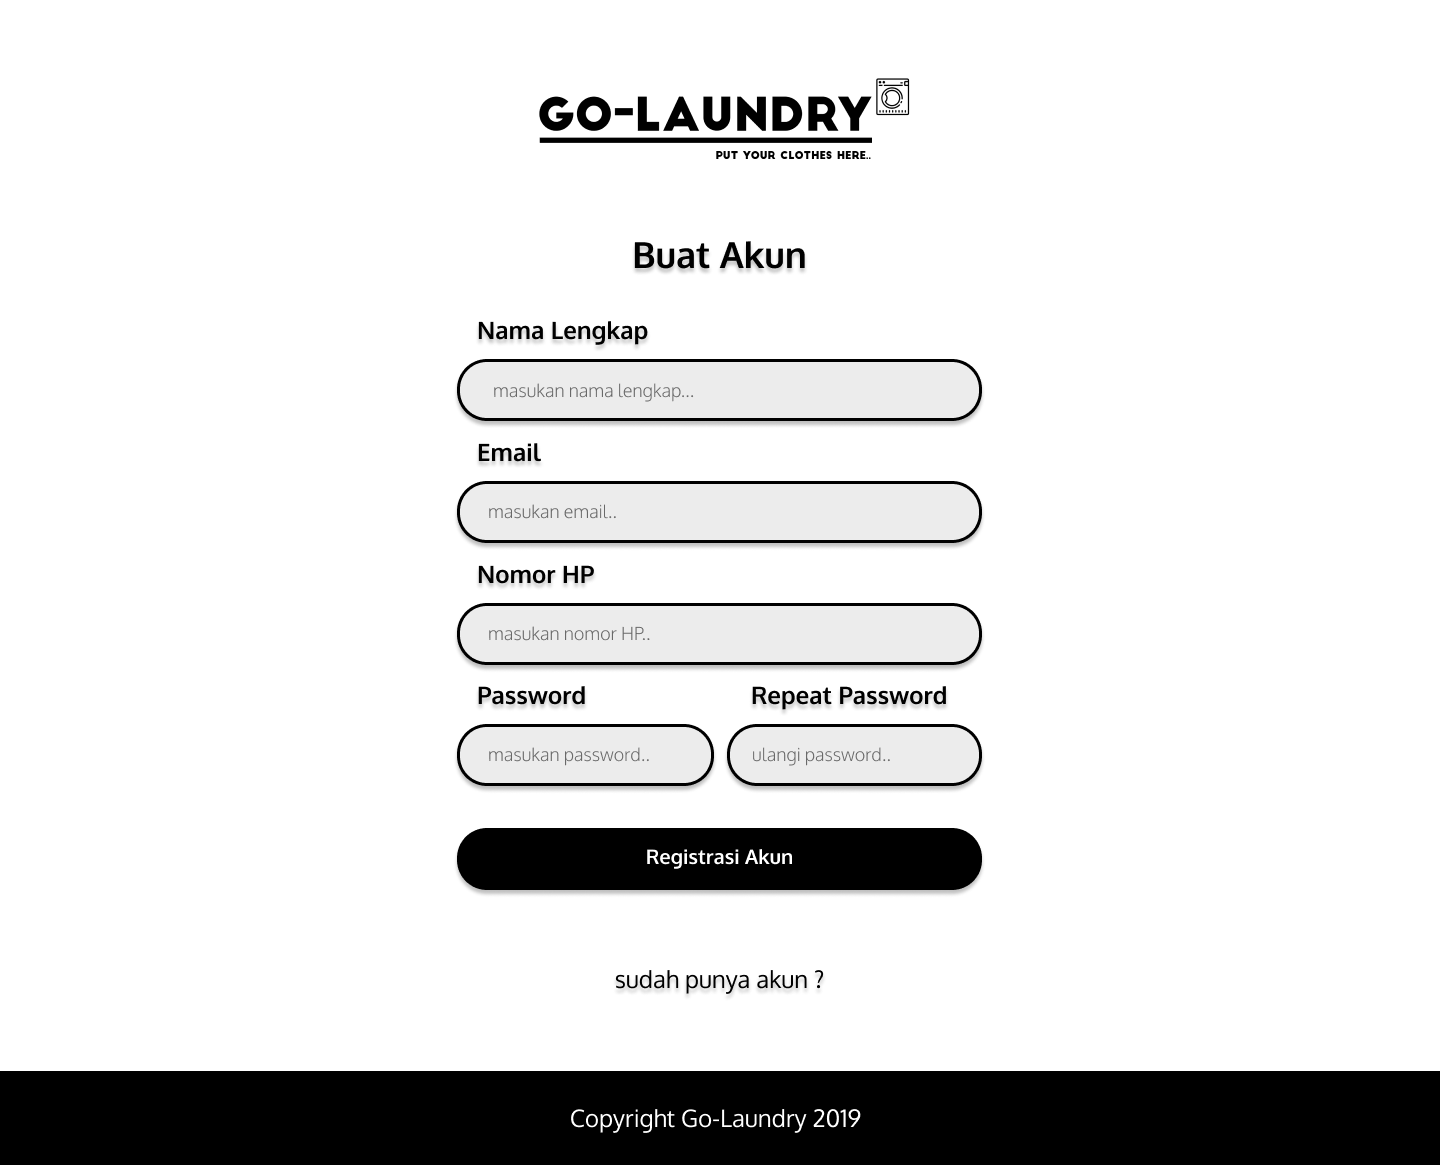 GO-LAUNDRY
PUT YOUR CLOTHES HERE..
Buat Akun
Nama Lengkap
masukan nama lengkap...
Email
masukan email..
Nomor HP
masukan nomor HP..
Password
Repeat Password
masukan password..
ulangi password..
Registrasi Akun
sudah punya akun ?
Copyright Go-Laundry 2019